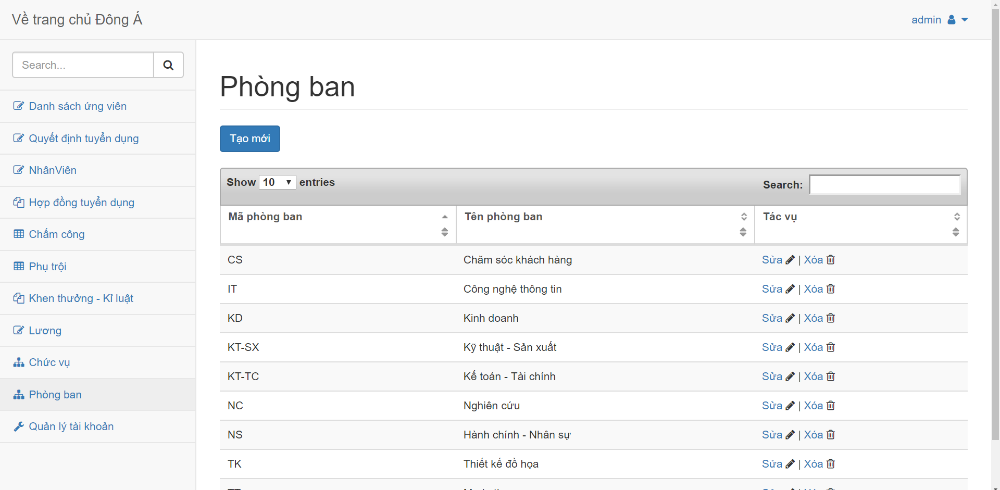 Về trang chủ Đông Á
admin
Search...
Danh sách ứng viên
Quyết định tuyển dụng
NhânViên
Hợp đồng tuyển dụng
Chấm công
Phụ trội
Khen thưởng - Kỉ luật
Lương
Chức vụ
Phòng ban
Quản lý tài khoản
Phòng ban
Tạo mới
Show 10 entries
Search:
Mã phòng ban Tên phòng ban Tác vụ
CS Chăm sóc khách hàng Sửa | Xóa
IT Công nghệ thông tin Sửa | Xóa
KD Kinh doanh Sửa | Xóa
KT-SX Kỹ thuật - Sản xuất Sửa | Xóa
KT-TC Kế toán - Tài chính Sửa | Xóa
NC Nghiên cứu Sửa | Xóa
NS Hành chính - Nhân sự Sửa | Xóa
TK Thiết kế đồ họa Sửa | Xóa